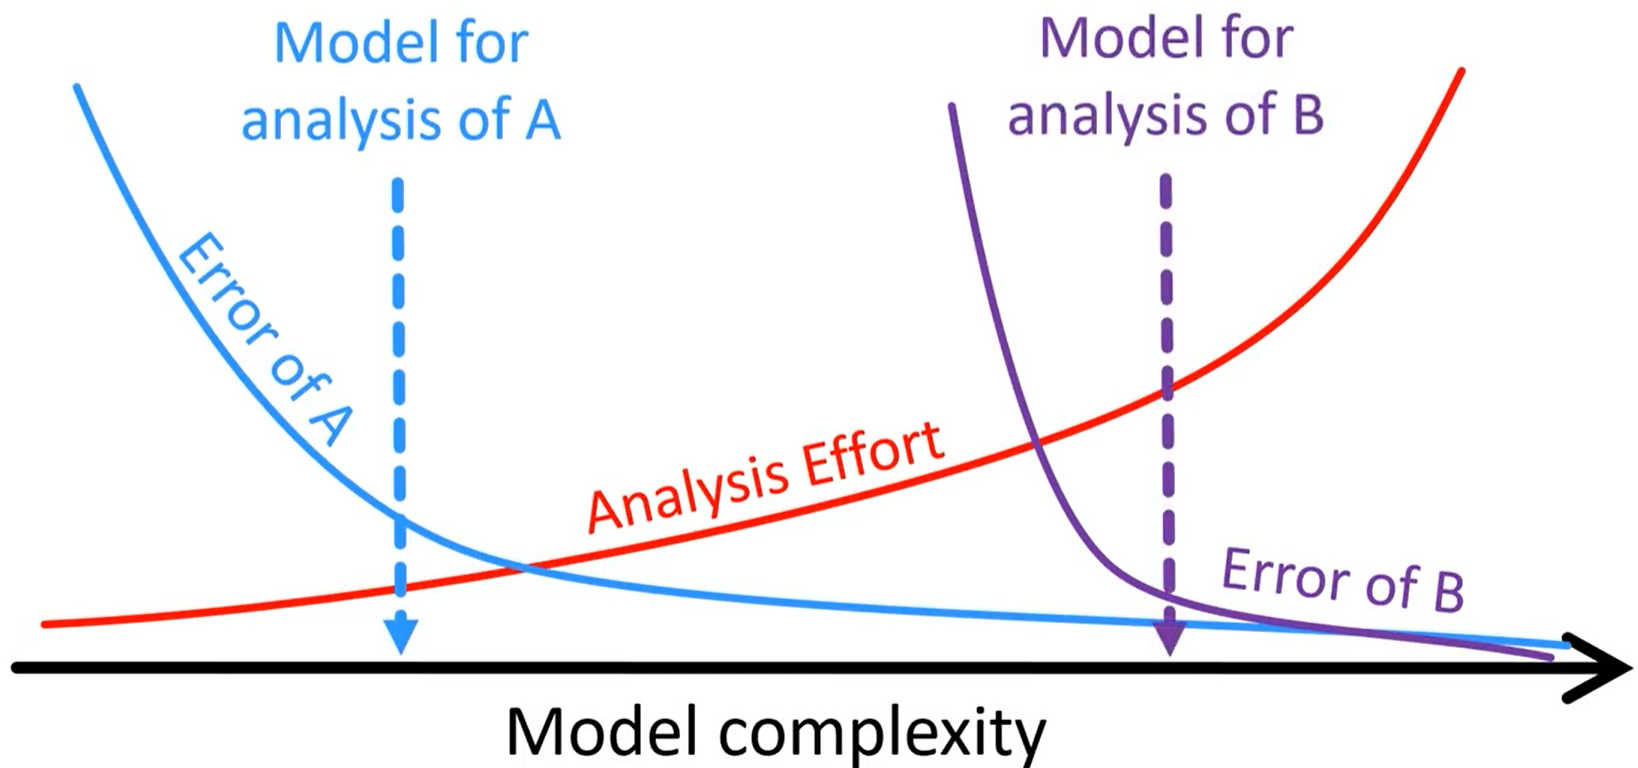 Model for
analysis of A
Model for
analysis of B
Error of A
Analysis Effort
Error of B
Model complexity